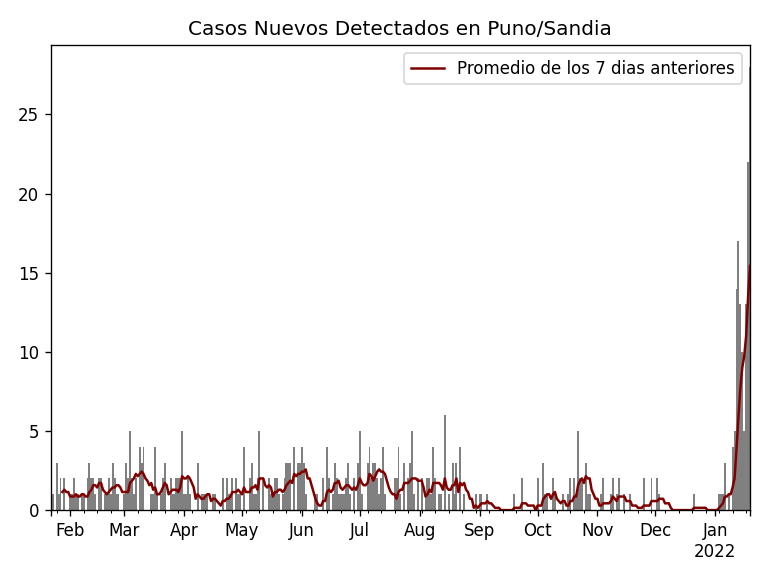 Casos Nuevos Detectados en Puno/Sandia
Promedio de los 7 dias anteriores
25
20
15
10
5
0
Feb Mar Apr May Jun Jul Aug Sep Oct Nov Dec Jan
2022